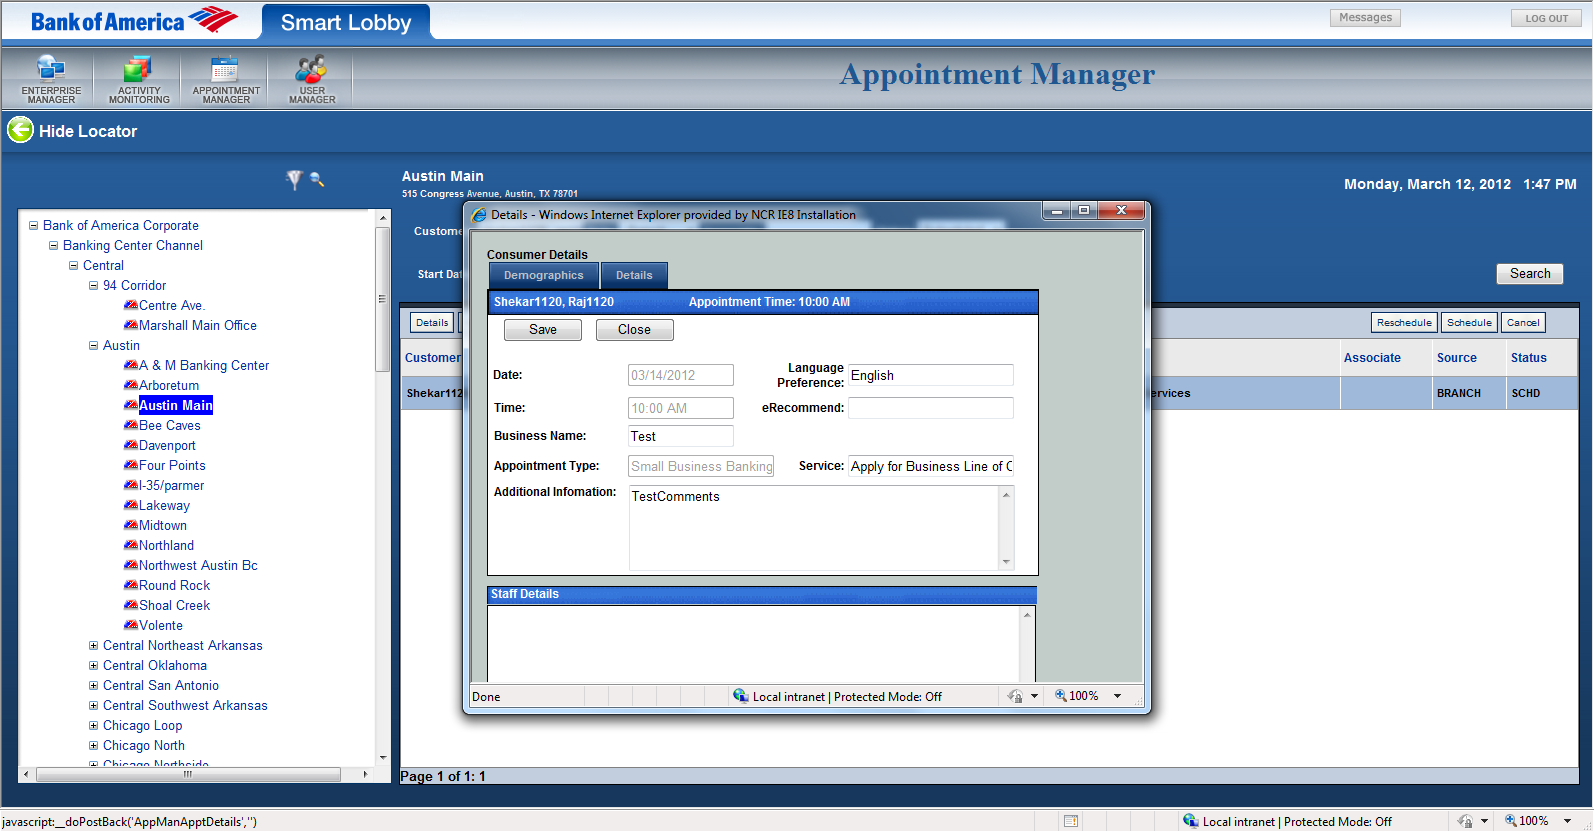 Bank of America
Smart Lobby
Messages
LOG OUT
ENTERPRISE
MANAGER
ACTIVITY
MONITORING
APPOINTMENT
MANAGER
USER
MANAGER
Appointment Manager
Hide Locator
Austin Main
515 Congress Avenue, Austin, TX 78701
Monday, March 12, 2012 1:47 PM
Bank of America Corporate
Banking Center Channel
Central
94 Corridor
Centre Ave.
Marshall Main Office
Austin
A & M Banking Center
Arboretum
Austin Main
Bee Caves
Davenport
Four Points
I-35/parmer
Lakeway
Midtown
Northland
Northwest Austin Bc
Round Rock
Shoal Creek
Volente
Central Northeast Arkansas
Central Oklahoma
Central San Antonio
Central Southwest Arkansas
Chicago Loop
Chicago North
Chicago Northside
Custome
Start Dat
Search
Details
Reschedule Schedule Cancel
Customer
Associate Source Status
Shekar112
ervices
BRANCH SCHD
Details - Windows Internet Explorer provided by NCR IE8 Installation
Consumer Details
Demographics Details
Shekar1120, Raj1120 Appointment Time: 10:00 AM
Save Close
Date: 03/14/2012 Language Preference: English
Time: 10:00 AM eRecommend:
Business Name: Test
Appointment Type: Small Business Banking Service: Apply for Business Line of C
Additional Infomation: TestComments
Staff Details
Done Local intranet | Protected Mode: Off 100%
Page 1 of 1: 1
javascript:__doPostBack('AppManApptDetails','') Local intranet | Protected Mode: Off 100%